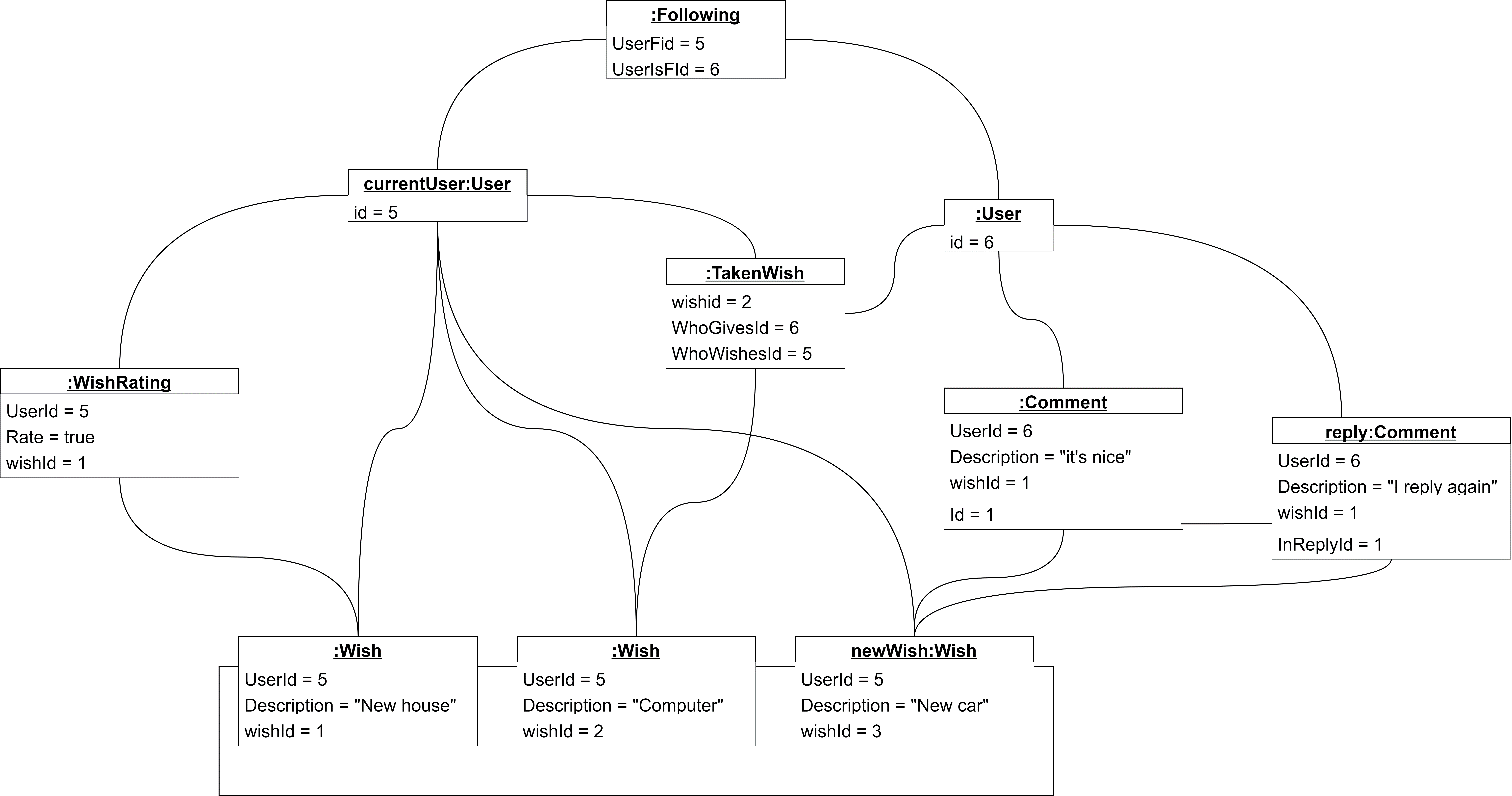 :Following
UserFid = 5
UserIsFId = 6
currentUser:User
id = 5
:User
id = 6
:TakenWish
wishid = 2
WhoGivesId = 6
WhoWishesId = 5
:WishRating
UserId = 5
Rate = true
wishId = 1
:Comment
UserId = 6
Description = "it's nice"
wishId = 1
Id = 1
reply:Comment
UserId = 6
Description = "I reply again"
wishId = 1
InReplyId = 1
:Wish
UserId = 5
Description = "New house"
wishId = 1
:Wish
UserId = 5
Description = "Computer"
wishId = 2
newWish:Wish
UserId = 5
Description = "New car"
wishId = 3